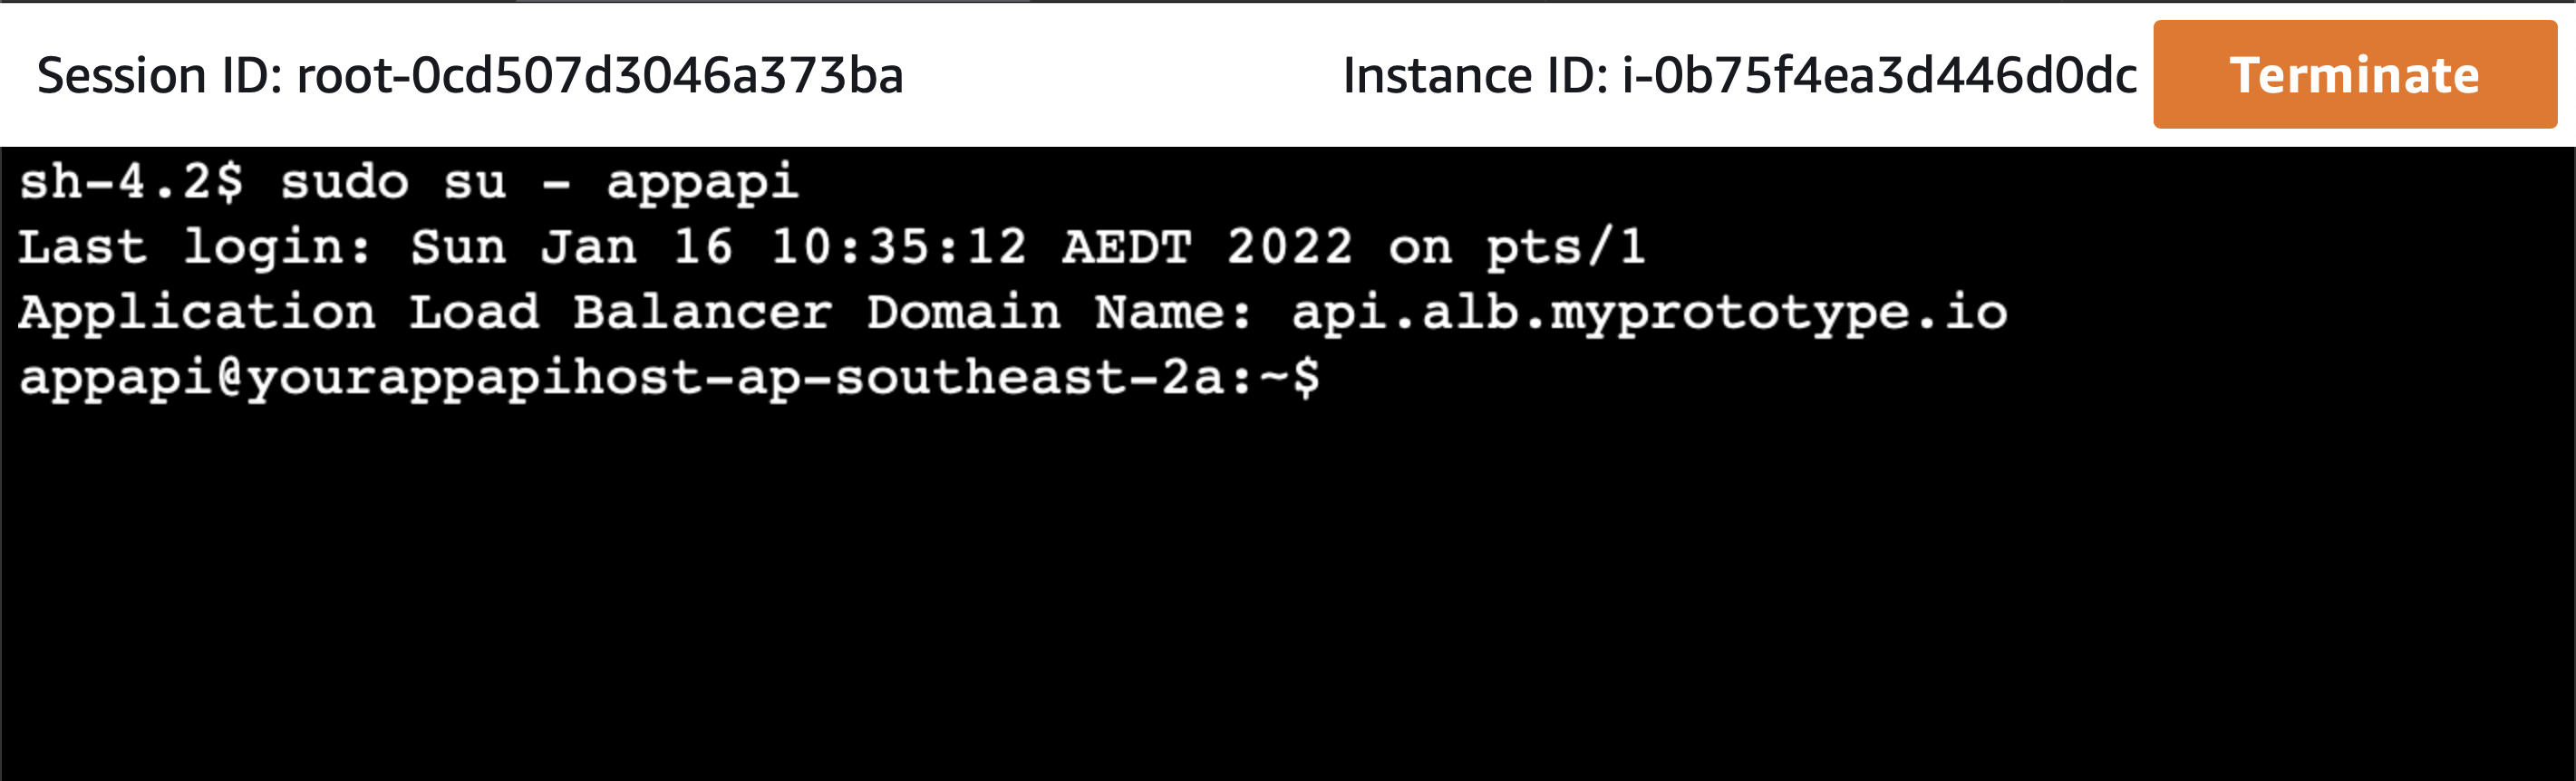 Session ID: root-0cd507d3046a373ba Instance ID: i-0b75f4ea3d446d0dc Terminate
sh-4.2$ sudo su - appapi
Last login: Sun Jan 16 10:35:12 AEDT 2022 on pts/1
Application Load Balancer Domain Name: api.alb.myprototype.io
appapi@yourappapihost-ap-southeast-2a:~$